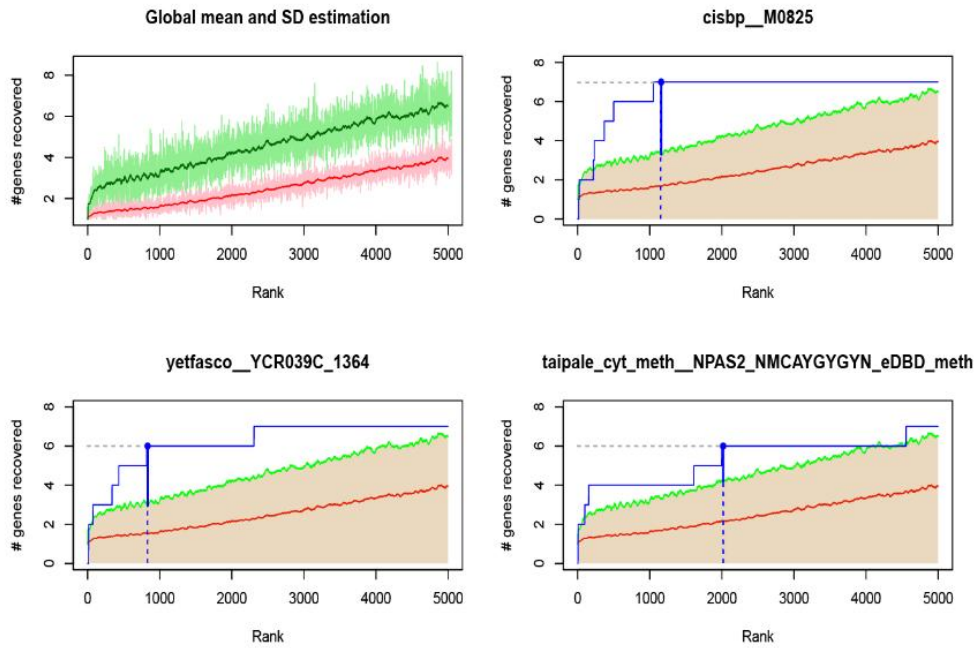 Global mean and SD estimation
#genes recovered
8
6
4
2
0 1000 2000 3000 4000 5000
Rank
cisbp__M0825
# genes recovered
8
6
4
2
0
0 1000 2000 3000 4000 5000
Rank
yetfasco__YCR039C_1364
# genes recovered
8
6
4
2
0
0 1000 2000 3000 4000 5000
Rank
taipale_cyt_meth__NPAS2_NMCAYGYGYN_eDBD_meth
# genes recovered
8
6
4
2
0
0 1000 2000 3000 4000 5000
Rank